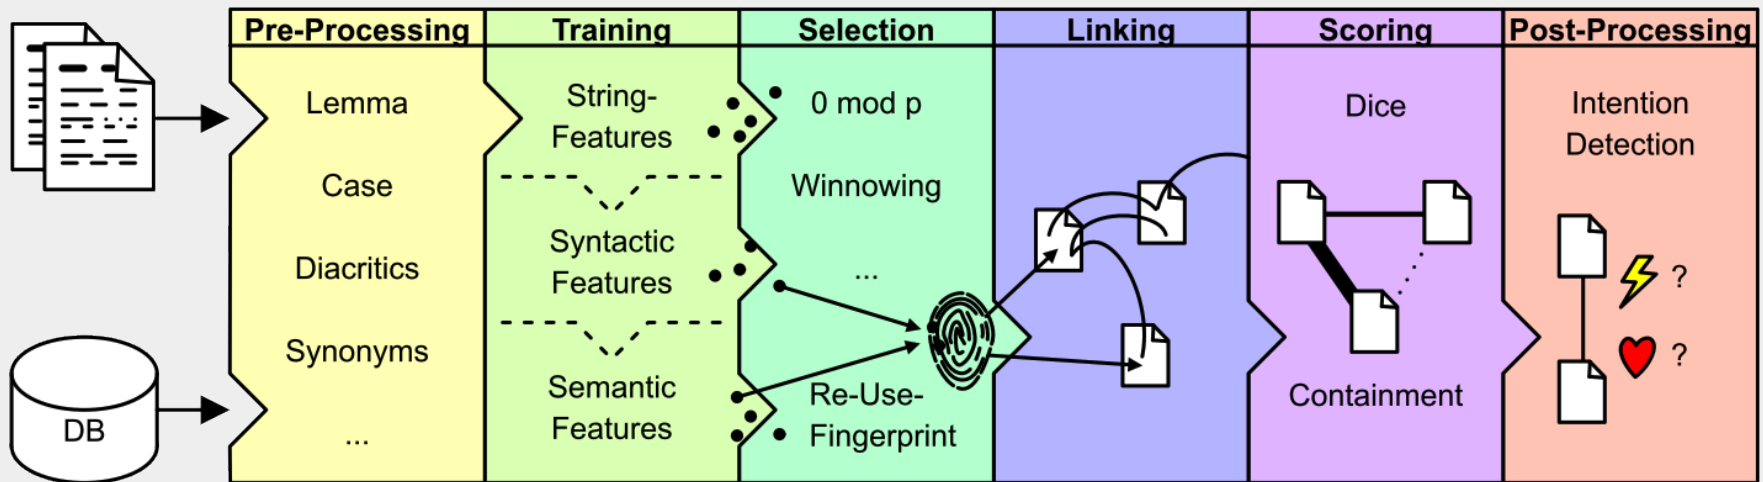 Pre-Processing
Training
Selection
Linking
Scoring
Post-Processing
Lemma
Case
Diacritics
Synonyms
...
String-
Features
Syntactic
Features
Semantic
Features
0 mod p
Winnowing
...
Re-Use-
Fingerprint
Dice
Containment
Intention
Detection
?
?
DB